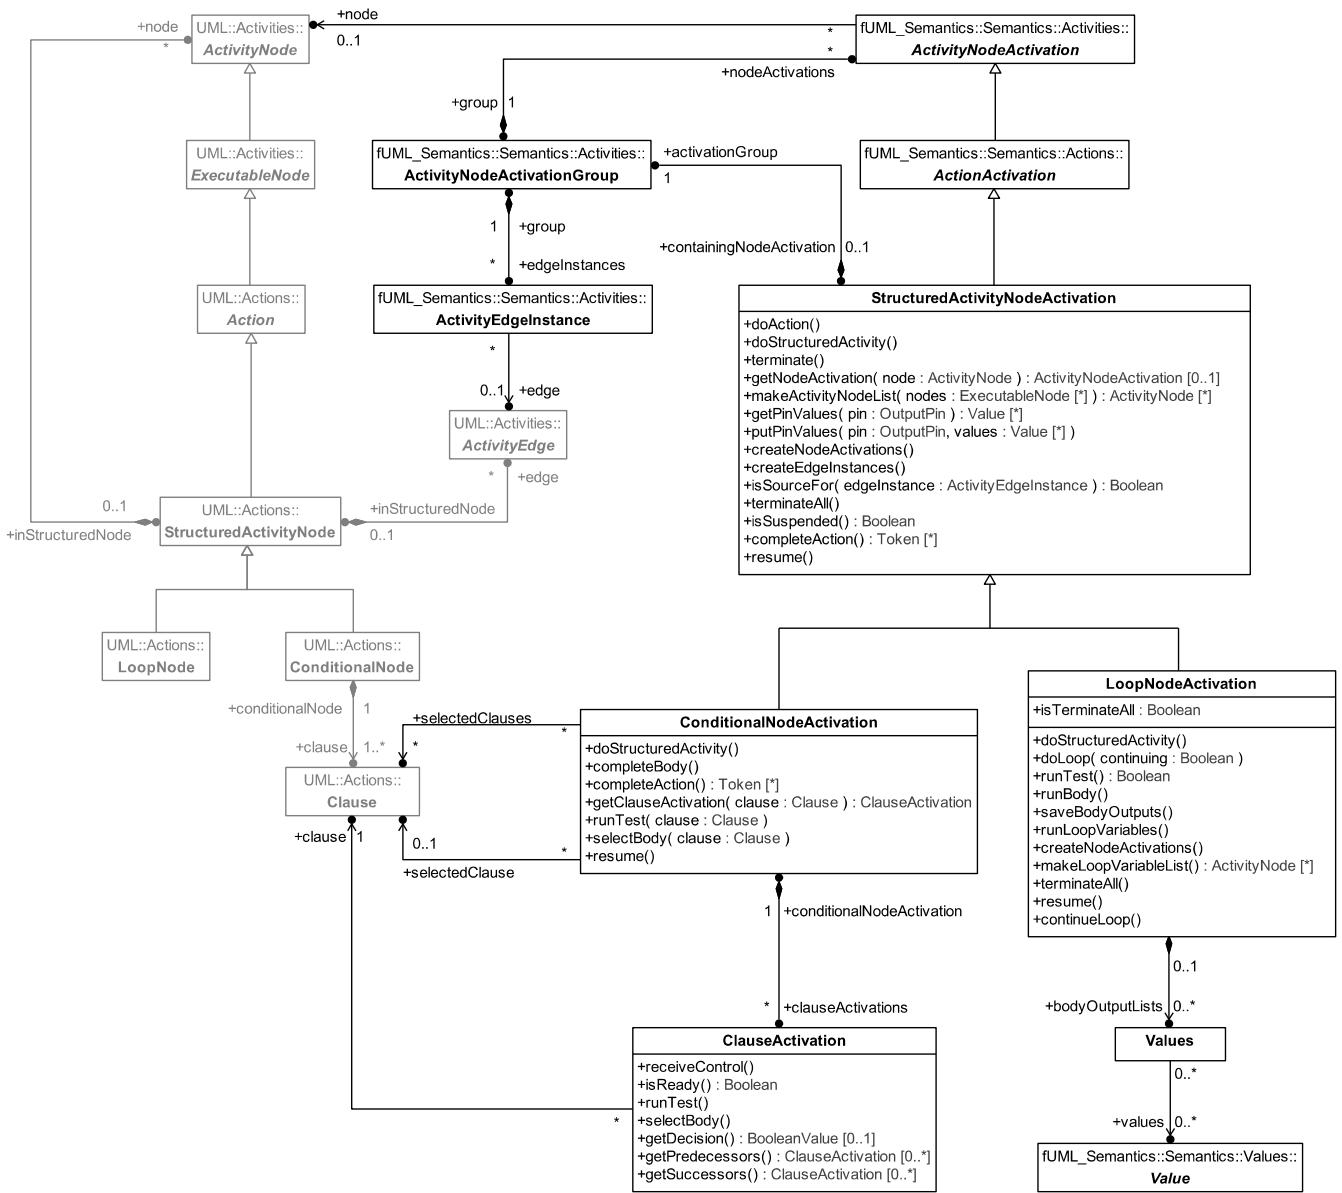 +node
*
UML::Activities::
ActivityNode
+node
0..1
*
*
+nodeActivations
fUML_Semantics::Semantics::Activities::
ActivityNodeActivation
+group
1
UML::Activities::
ExecutableNode
fUML_Semantics::Semantics::Activities::
ActivityNodeActivationGroup
+activationGroup
1
fUML_Semantics::Semantics::Actions::
ActionActivation
1
+group
*
+edgeInstances
+containingNodeActivation
0..1
UML::Actions::
Action
fUML_Semantics::Semantics::Activities::
ActivityEdgeInstance
*
0..1
+edge
UML::Activities::
ActivityEdge
*
+edge
StructuredActivityNodeActivation
+doAction()
+doStructuredActivity()
+terminate()
+getNodeActivation( node : ActivityNode ) : ActivityNodeActivation [0..1]
+makeActivityNodeList( nodes : ExecutableNode [*] ) : ActivityNode [*]
+getPinValues( pin : OutputPin ) : Value [*]
+putPinValues( pin : OutputPin, values : Value [*] )
+createNodeActivations()
+createEdgeInstances()
+isSourceFor( edgeInstance : ActivityEdgeInstance ) : Boolean
+terminateAll()
+isSuspended() : Boolean
+completeAction() : Token [*]
+resume()
0..1
+inStructuredNode
UML::Actions::
StructuredActivityNode
+inStructuredNode
0..1
UML::Actions::
LoopNode
UML::Actions::
ConditionalNode
+conditionalNode
1
+clause
1..*
UML::Actions::
Clause
+selectedClauses
*
*
+clause
1
0..1
+selectedClause
*
ConditionalNodeActivation
+doStructuredActivity()
+completeBody()
+completeAction() : Token [*]
+getClauseActivation( clause : Clause ) : ClauseActivation
+runTest( clause : Clause )
+selectBody( clause : Clause )
+resume()
LoopNodeActivation
+isTerminateAll : Boolean
+doStructuredActivity()
+doLoop( continuing : Boolean )
+runTest() : Boolean
+runBody()
+saveBodyOutputs()
+runLoopVariables()
+createNodeActivations()
+makeLoopVariableList() : ActivityNode [*]
+terminateAll()
+resume()
+continueLoop()
1
+conditionalNodeActivation
*
+clauseActivations
0..1
+bodyOutputLists
0..*
Values
0..*
+values
0..*
fUML_Semantics::Semantics::Values::
Value
*
ClauseActivation
+receiveControl()
+isReady() : Boolean
+runTest()
+selectBody()
+getDecision() : BooleanValue [0..1]
+getPredecessors() : ClauseActivation [0..*]
+getSuccessors() : ClauseActivation [0..*]